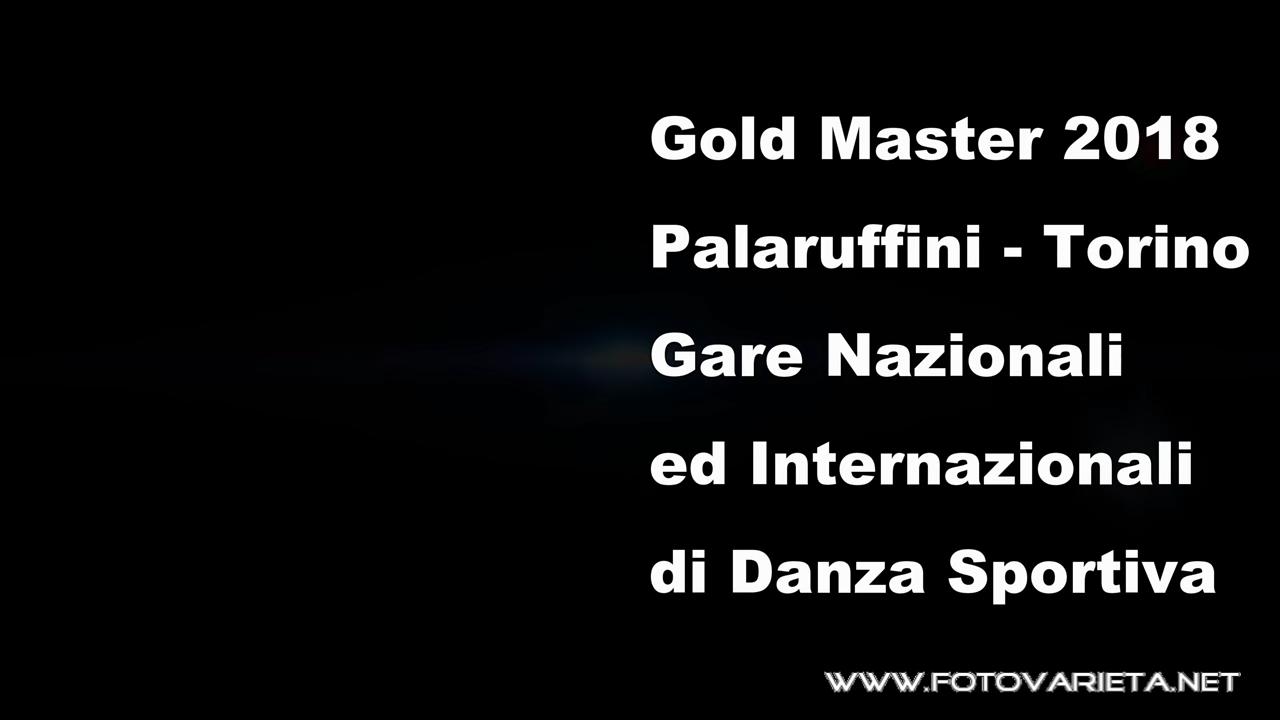 Gold Master 2018
Palaruffini - Torino
Gare Nazionali
ed Internazionali
di Danza Sportiva
WWW.FOTOVARIETA.NET